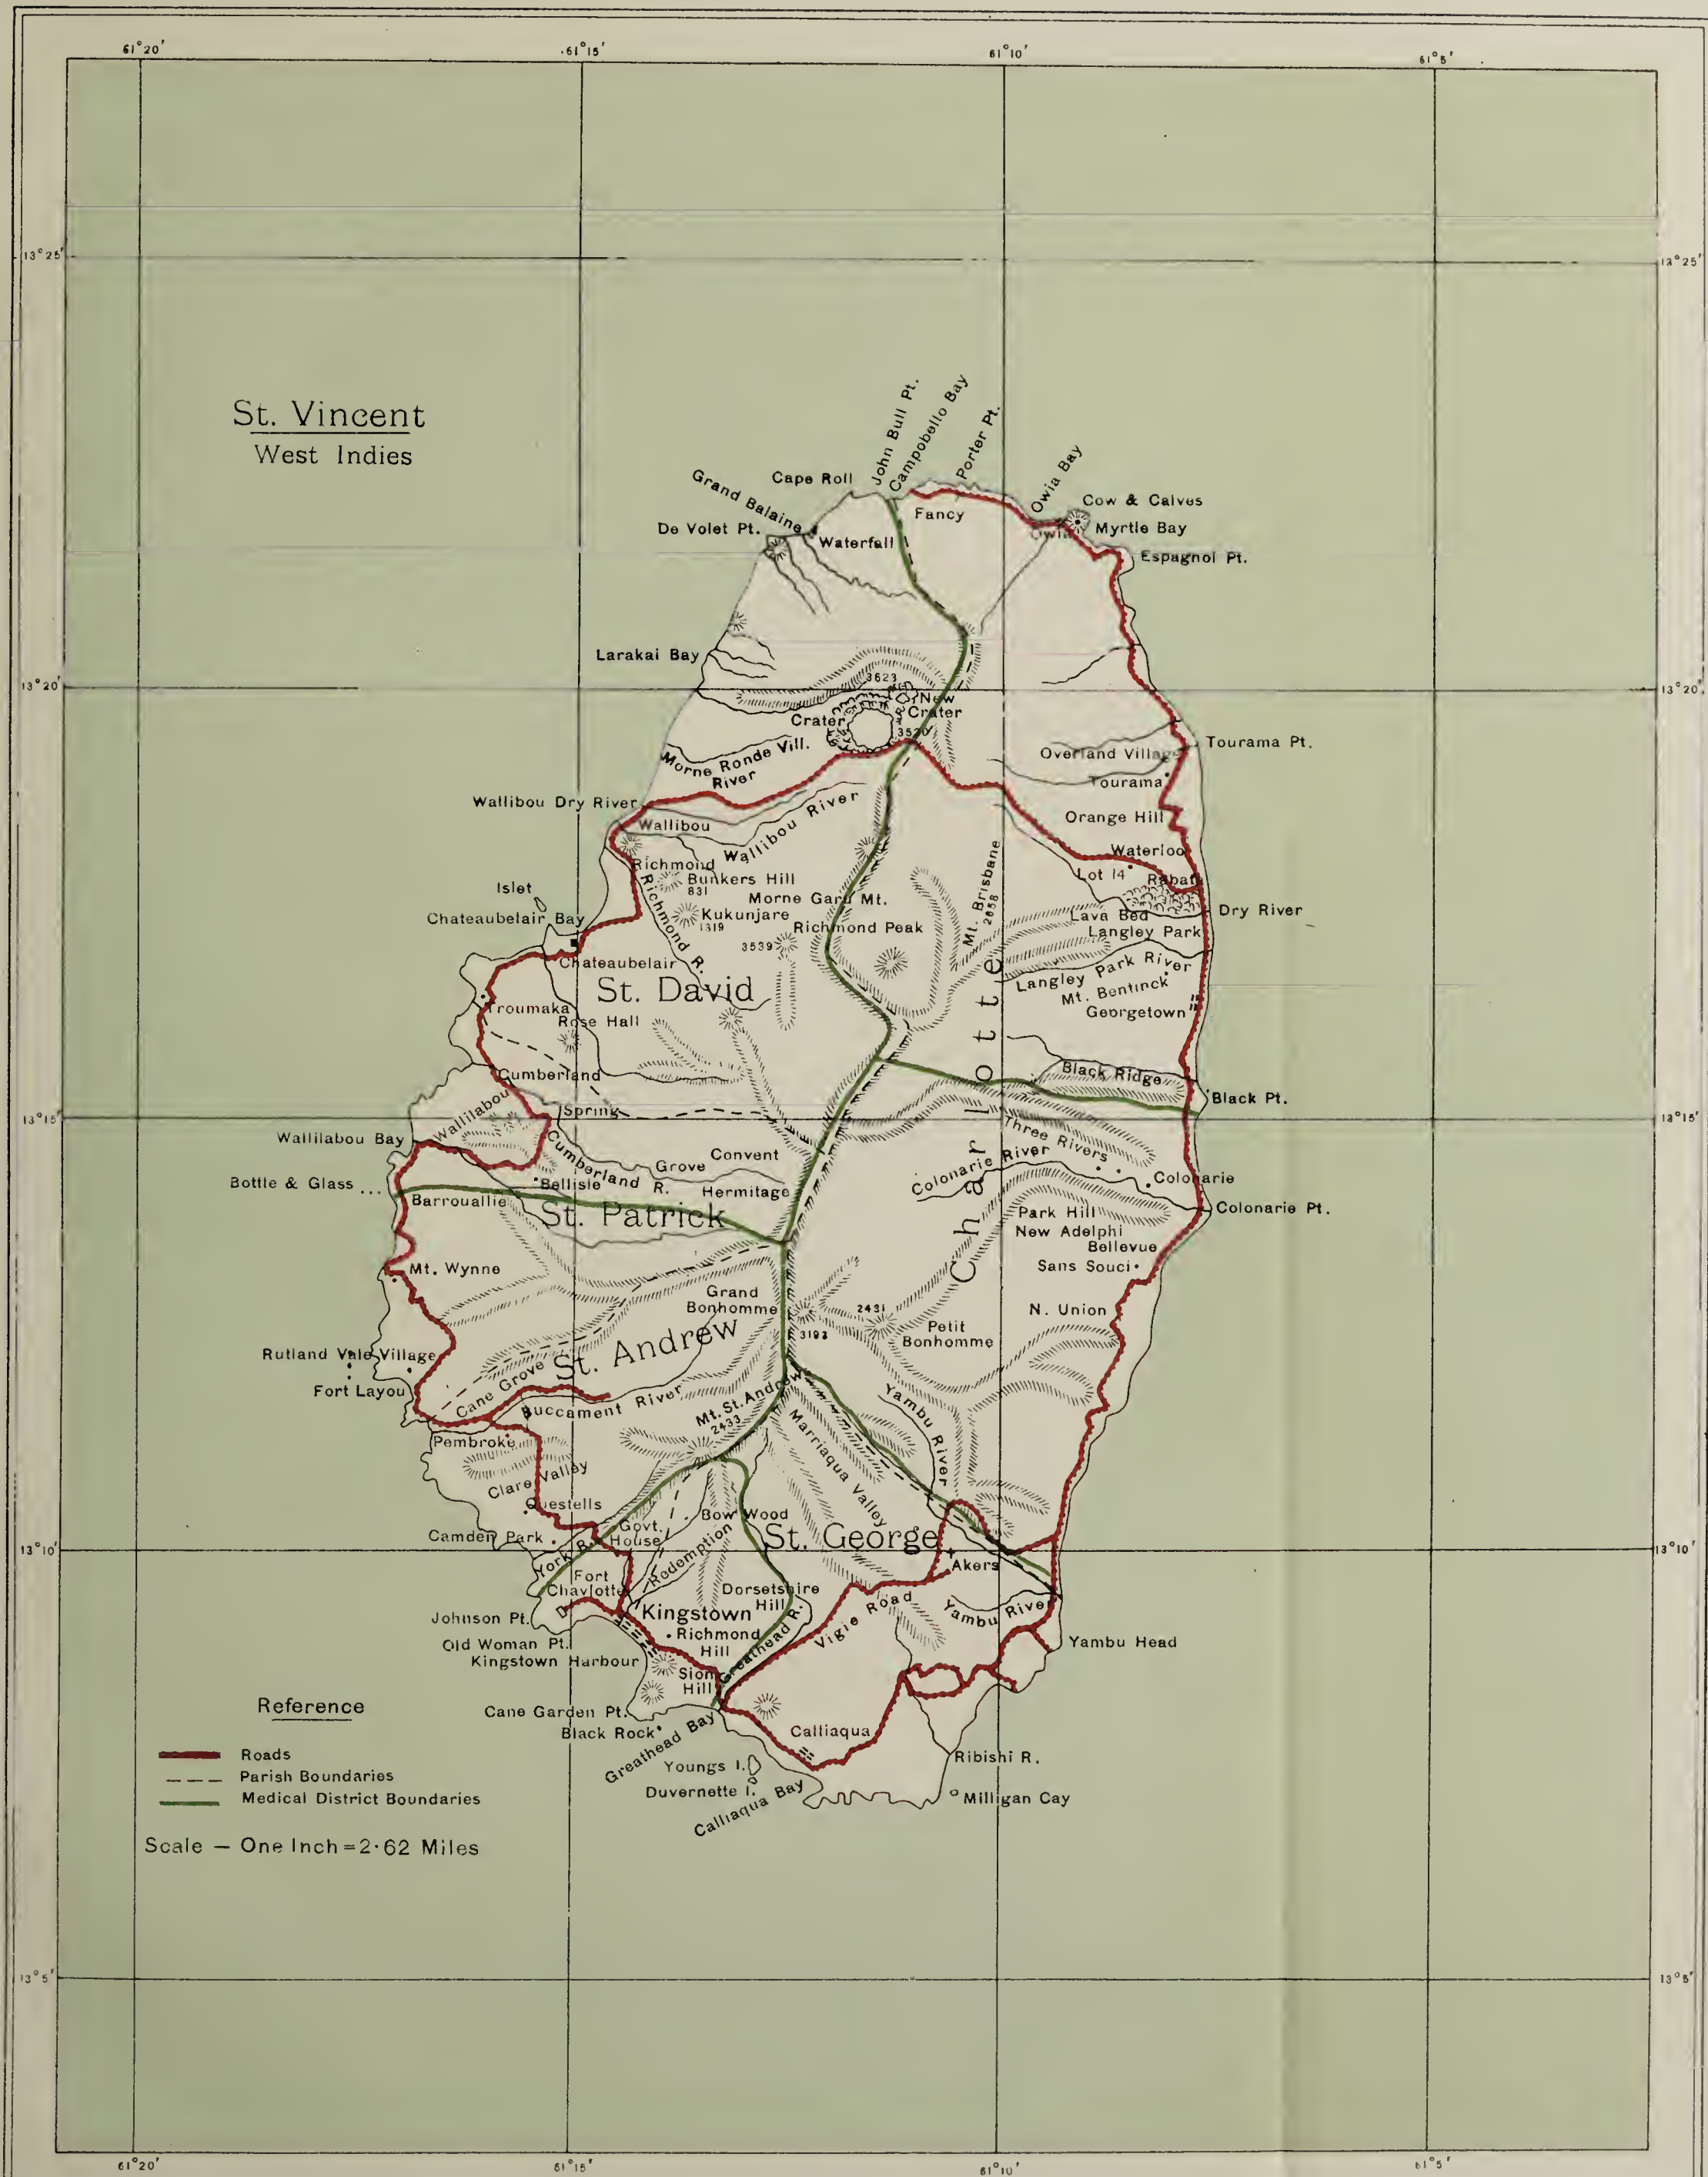 61°20'
61°15'
61°10'
61°5'
13°25'
13°25'
St. Vincent
West Indies
John Bull Pt.
Campobello Bay
Porter Pt.
Owia Bay
Cape Roll
Grand Balaine
De Volet Pt.
Waterfall
Fancy
Cow & Calves
Owia
Myrtle Bay
Espagnol Pt.
Larakai Bay
13°20'
13°20'
3623
New
Crater
Crater
Morne Ronde Vill.
River
Overland Village
Tourama Pt.
Tourama
Wallibou Dry River
Wallibou River
Orange Hill
Wallibou
Waterloo
Richmond
Lot 14
Rabat
Bunkers Hill
831
Islet
Morne Garu Mt.
Mt. Brisbane
2658
Chateaubelair Bay
Richmond R.
Kukunjare
1319
Richmond Peak
3539
Lava Bed
Dry River
Langley Park
Chateaubelair
Langley Park River
St. David
Mt. Bentinck
Troumaka
Georgetown
Rose Hall
Charlotte
Cumberland
Black Ridge
Black Pt.
13°15'
13°15'
Wallilabou
Spring
Wallilabou Bay
Three Rivers
Convent
Cumberland R.
Grove
Colonarie River
Bottle & Glass ...
Bellisle
Hermitage
Colonarie
Barrouallie
St. Patrick
Park Hill
Colonarie Pt.
New Adelphi
Bellevue
Mt. Wynne
Sans Souci
Grand
Bonhomme
2431
N. Union
3193
Petit
Bonhomme
St. Andrew
Rutland Vale Village
Fort Layou
Cane Grove
Buccament River
Mt. St. Andrew
2433
Yambu River
Pembroke
Marriaqua Valley
Clare Valley
Questells
Bow Wood
Camden Park
Govt.
House
St. George
13°10'
13°10'
York R.
Redemption
Akers
Fort
Chavlotte
Dorsetshire
Hill
Johnson Pt.
Kingstown
Vigie Road
Yambu River
Old Woman Pt.
Richmond
Hill
Yambu Head
Kingstown Harbour
Greathead R.
Sion
Hill
Reference
Cane Garden Pt.
Black Rock
Greathead Bay
Calliaqua
Roads
Youngs I.
Ribishi R.
Parish Boundaries
Duvernette I.
Medical District Boundaries
Calliaqua Bay
Milligan Cay
Scale — One Inch = 2·62 Miles
13°5'
13°5'
61°20'
61°15'
61°10'
61°5'